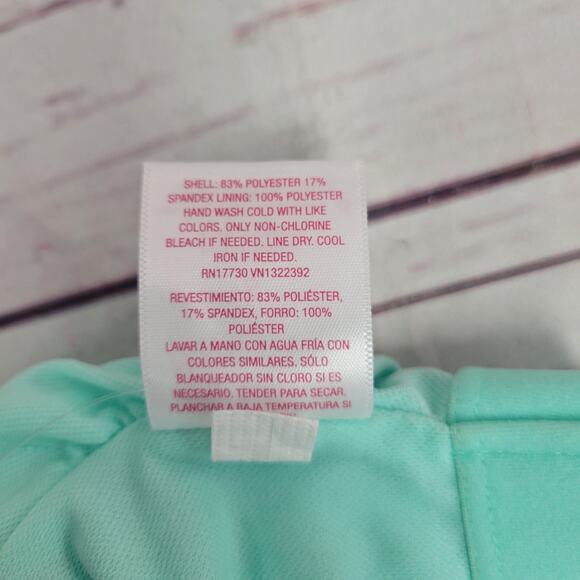 SHELL: 83% POLYESTER 17%
SPANDEX LINING: 100% POLYESTER
HAND WASH COLD WITH LIKE
COLORS. ONLY NON-CHLORINE
BLEACH IF NEEDED. LINE DRY. COOL
IRON IF NEEDED.
RN17730 VN1322392
REVESTIMIENTO: 83% POLIÉSTER,
17% SPANDEX, FORRO: 100%
POLIÉSTER
LAVAR A MANO CON AGUA FRÍA CON
COLORES SIMILARES. SÓLO
BLANQUEADOR SIN CLORO SI ES
NECESARIO. TENDER PARA SECAR.
PLANCHAR A BAJA TEMPERATURA SI